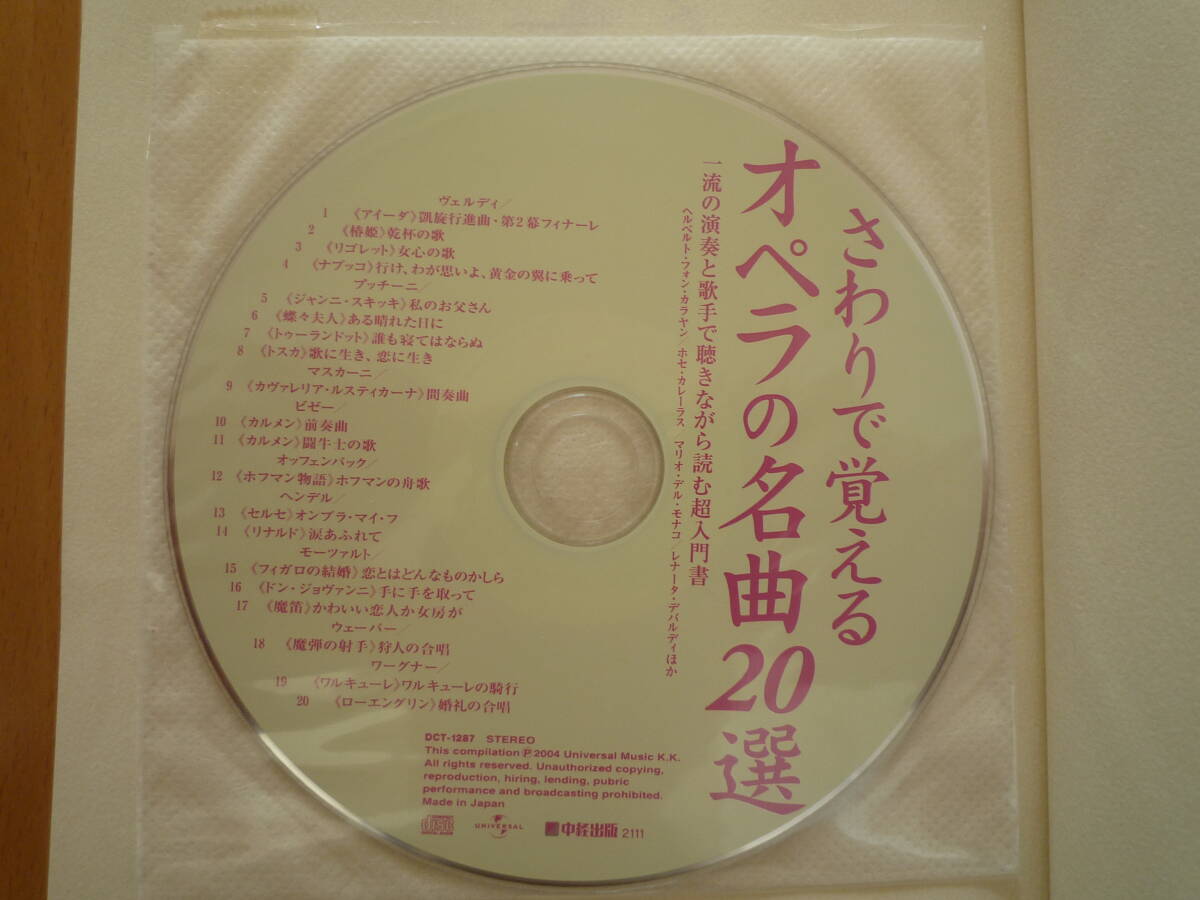 さわりで覚える
オペラの名曲20選
一流の演奏と歌手で聴きながら読む超入門書
ヘルベルト・フォン・カラヤン/ホセ・カレーラス/マリオ・デル・モナコ/レナータ・デバルディほか
ヴェルディ/
1 《アイーダ》凱旋行進曲・第2幕フィナーレ
2 《椿姫》乾杯の歌
3 《リゴレット》女心の歌
4 《ナブッコ》行け、わが思いよ、黄金の翼に乗って
プッチーニ/
5 《ジャンニ・スキッキ》私のお父さん
6 《蝶々夫人》ある晴れた日に
7 《トゥーランドット》誰も寝てはならぬ
8 《トスカ》歌に生き、恋に生き
マスカーニ/
9 《カヴァレリア・ルスティカーナ》間奏曲
ビゼー/
10 《カルメン》前奏曲
11 《カルメン》闘牛士の歌
オッフェンバック/
12 《ホフマン物語》ホフマンの舟歌
ヘンデル/
13 《セルセ》オンブラ・マイ・フ
14 《リナルド》涙あふれて
モーツァルト/
15 《フィガロの結婚》恋とはどんなものかしら
16 《ドン・ジョヴァンニ》手に手を取って
17 《魔笛》かわいい恋人か女房が
ウェーバー/
18 《魔弾の射手》狩人の合唱
ワーグナー/
19 《ワルキューレ》ワルキューレの騎行
20 《ローエングリン》婚礼の合唱
DCT-1287 STEREO
This compilation ℗2004 Universal Music K.K.
All rights reserved. Unauthorized copying,
reproduction, hiring, lending, pubric
performance and broadcasting prohibited.
Made in Japan
disc UNIVERSAL 中経出版 2111